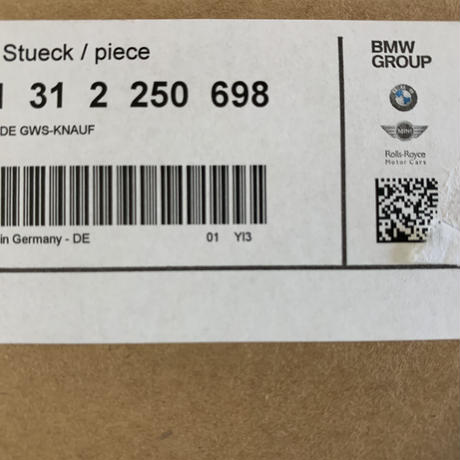 Stueck / piece
31 2 250 698
DE GWS-KNAUF
in Germany - DE
01 YI3
BMW
GROUP
MINI
Rolls-Royce
Motor Cars